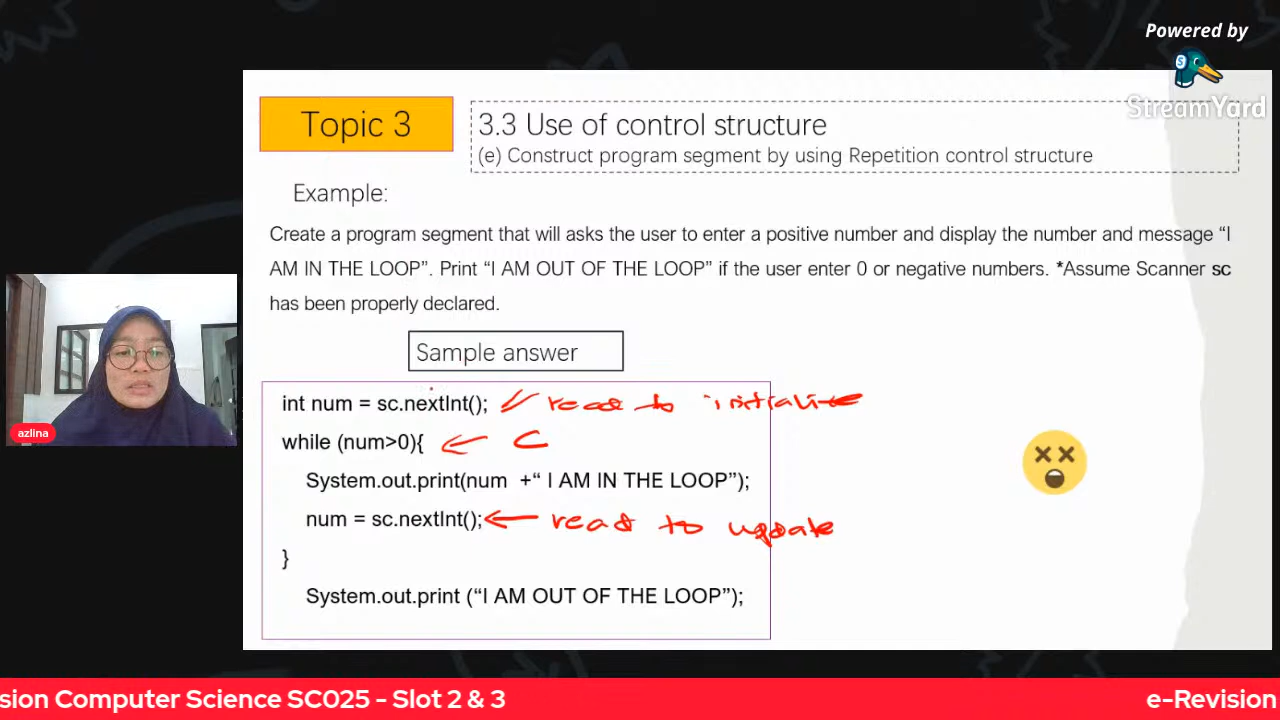 Powered by
StreamYard
Topic 3
3.3 Use of control structure
(e) Construct program segment by using Repetition control structure
Example:
Create a program segment that will asks the user to enter a positive number and display the number and message “I
AM IN THE LOOP”. Print “I AM OUT OF THE LOOP” if the user enter 0 or negative numbers. *Assume Scanner sc
has been properly declared.
Sample answer
int num = sc.nextInt(); read to initialize
while (num>0){ C
System.out.print(num +“ I AM IN THE LOOP”);
num = sc.nextInt(); read to update
}
System.out.print (“I AM OUT OF THE LOOP”);
azlina
sion Computer Science SC025 - Slot 2 & 3
e-Revision